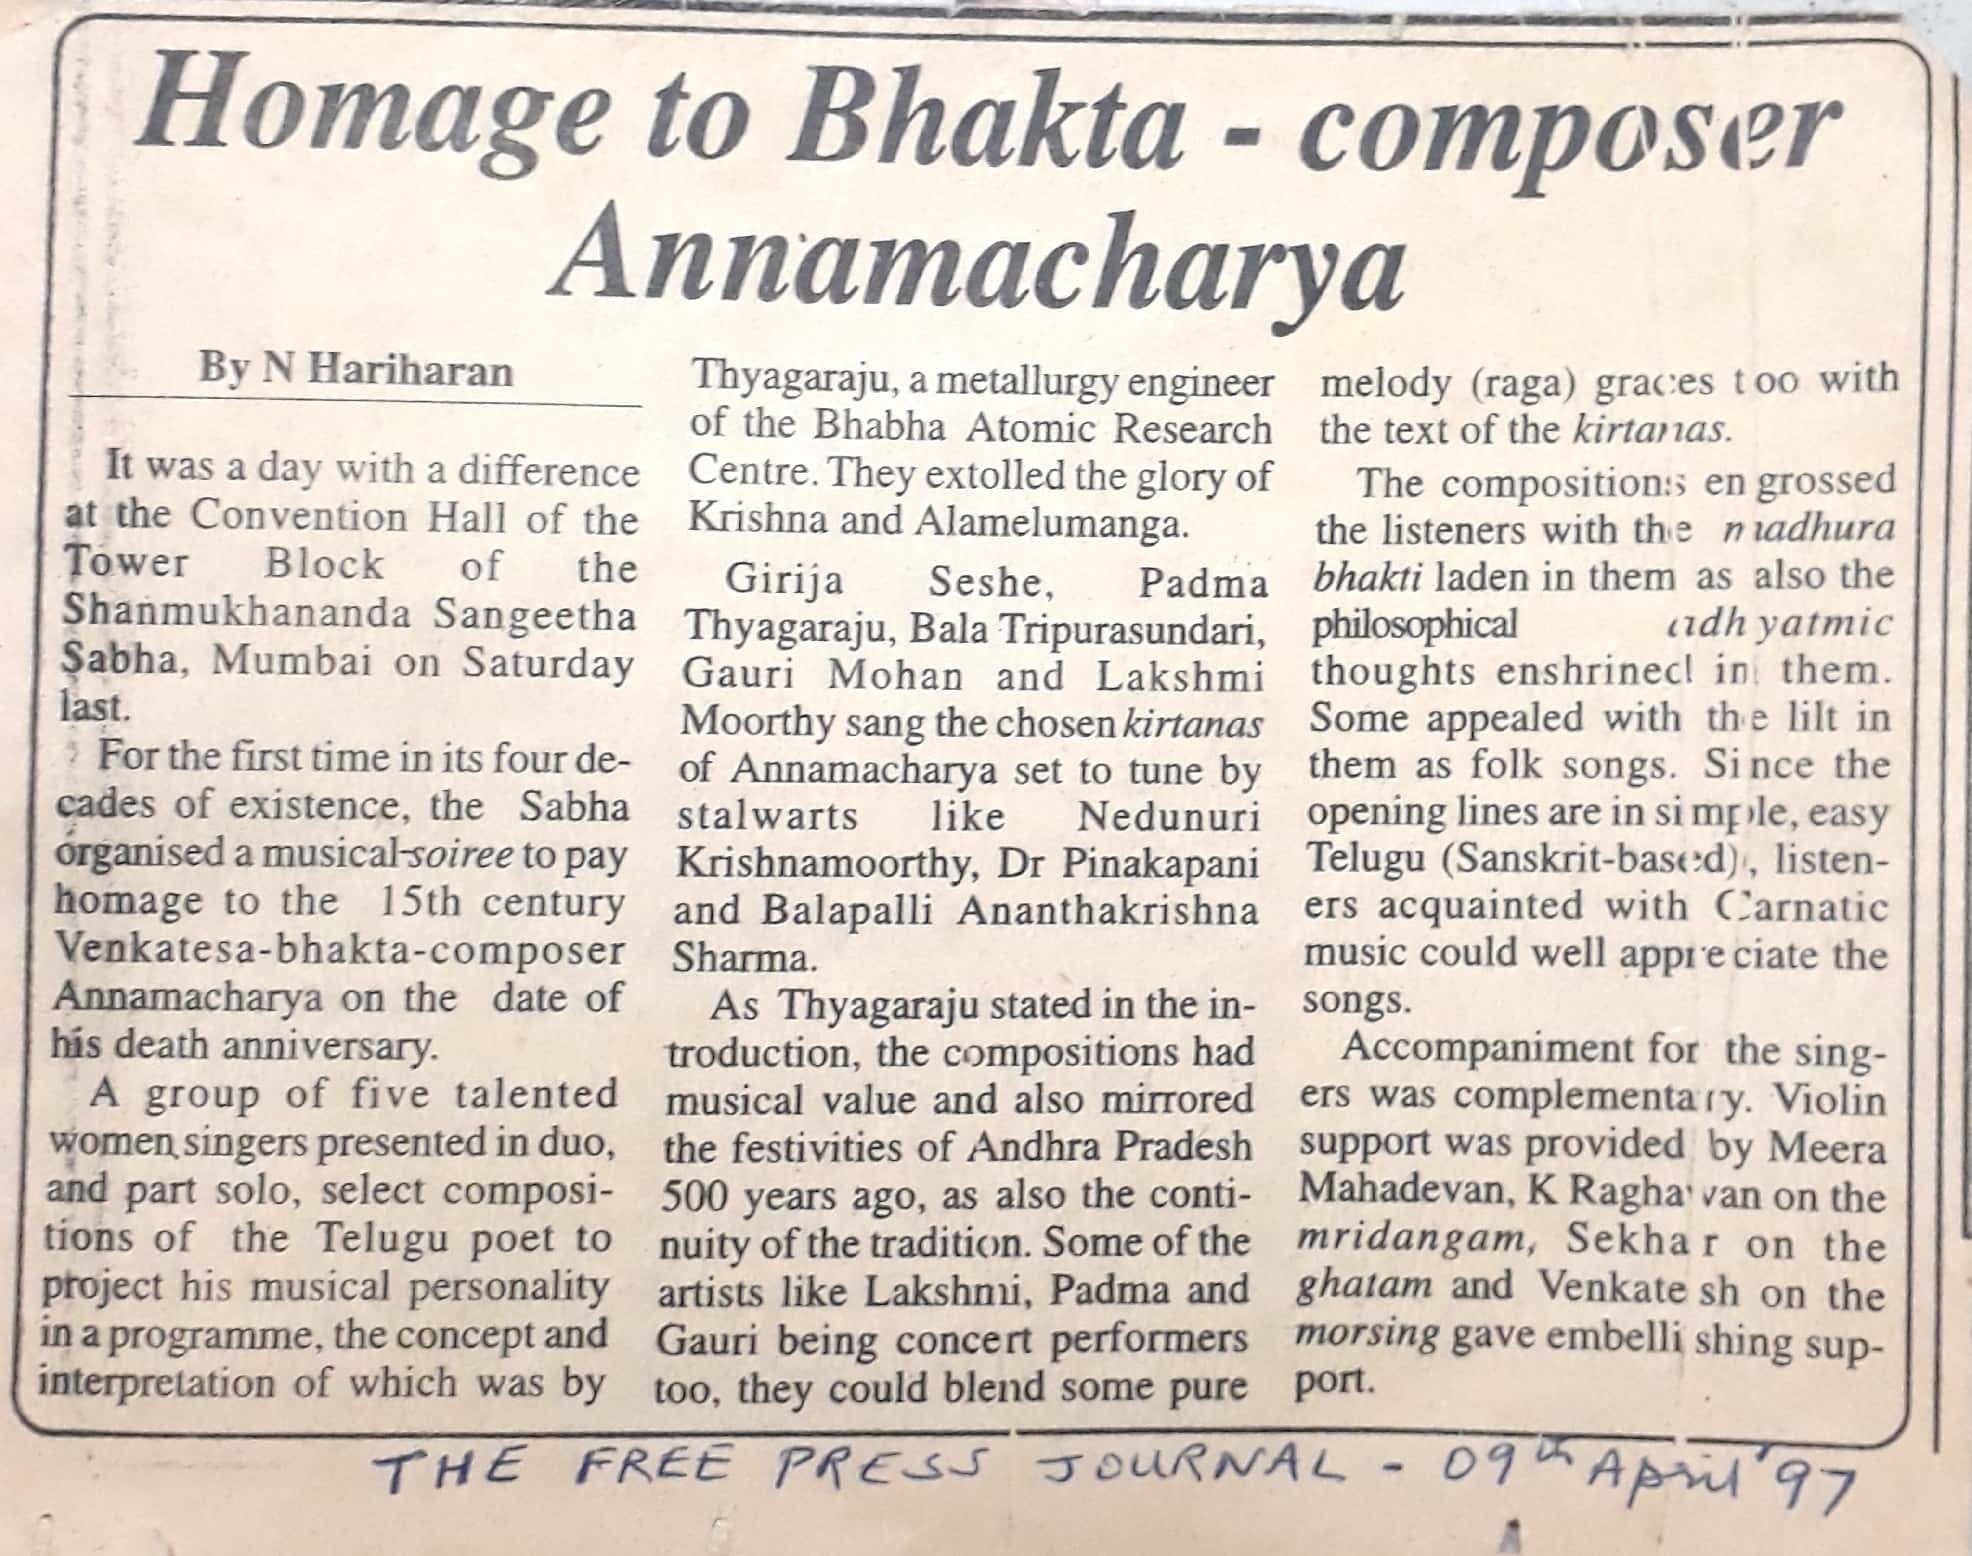 Homage to Bhakta - composer
Annamacharya
By N Hariharan
It was a day with a difference
at the Convention Hall of the
Tower Block of the
Shanmukhananda Sangeetha
Sabha, Mumbai on Saturday
last.
For the first time in its four de-
cades of existence, the Sabha
organised a musical-soiree to pay
homage to the 15th century
Venkatesa-bhakta-composer
Annamacharya on the date of
his death anniversary.
A group of five talented
women singers presented in duo,
and part solo, select composi-
tions of the Telugu poet to
project his musical personality
in a programme, the concept and
interpretation of which was by
Thyagaraju, a metallurgy engineer
of the Bhabha Atomic Research
Centre. They extolled the glory of
Krishna and Alamelumanga.
Girija Seshe, Padma
Thyagaraju, Bala Tripurasundari,
Gauri Mohan and Lakshmi
Moorthy sang the chosen kirtanas
of Annamacharya set to tune by
stalwarts like Nedunuri
Krishnamoorthy, Dr Pinakapani
and Balapalli Ananthakrishna
Sharma.
As Thyagaraju stated in the in-
troduction, the compositions had
musical value and also mirrored
the festivities of Andhra Pradesh
500 years ago, as also the conti-
nuity of the tradition. Some of the
artists like Lakshmi, Padma and
Gauri being concert performers
too, they could blend some pure
melody (raga) graces too with
the text of the kirtanas.
The compositions engrossed
the listeners with the madhura
bhakti laden in them as also the
philosophical adhyatmic
thoughts enshrined in them.
Some appealed with the lilt in
them as folk songs. Since the
opening lines are in simple, easy
Telugu (Sanskrit-based), listen-
ers acquainted with Carnatic
music could well appreciate the
songs.
Accompaniment for the sing-
ers was complementary. Violin
support was provided by Meera
Mahadevan, K Raghavan on the
mridangam, Sekhar on the
ghatam and Venkatesh on the
morsing gave embellishing sup-
port.
THE FREE PRESS JOURNAL - 09th April '97